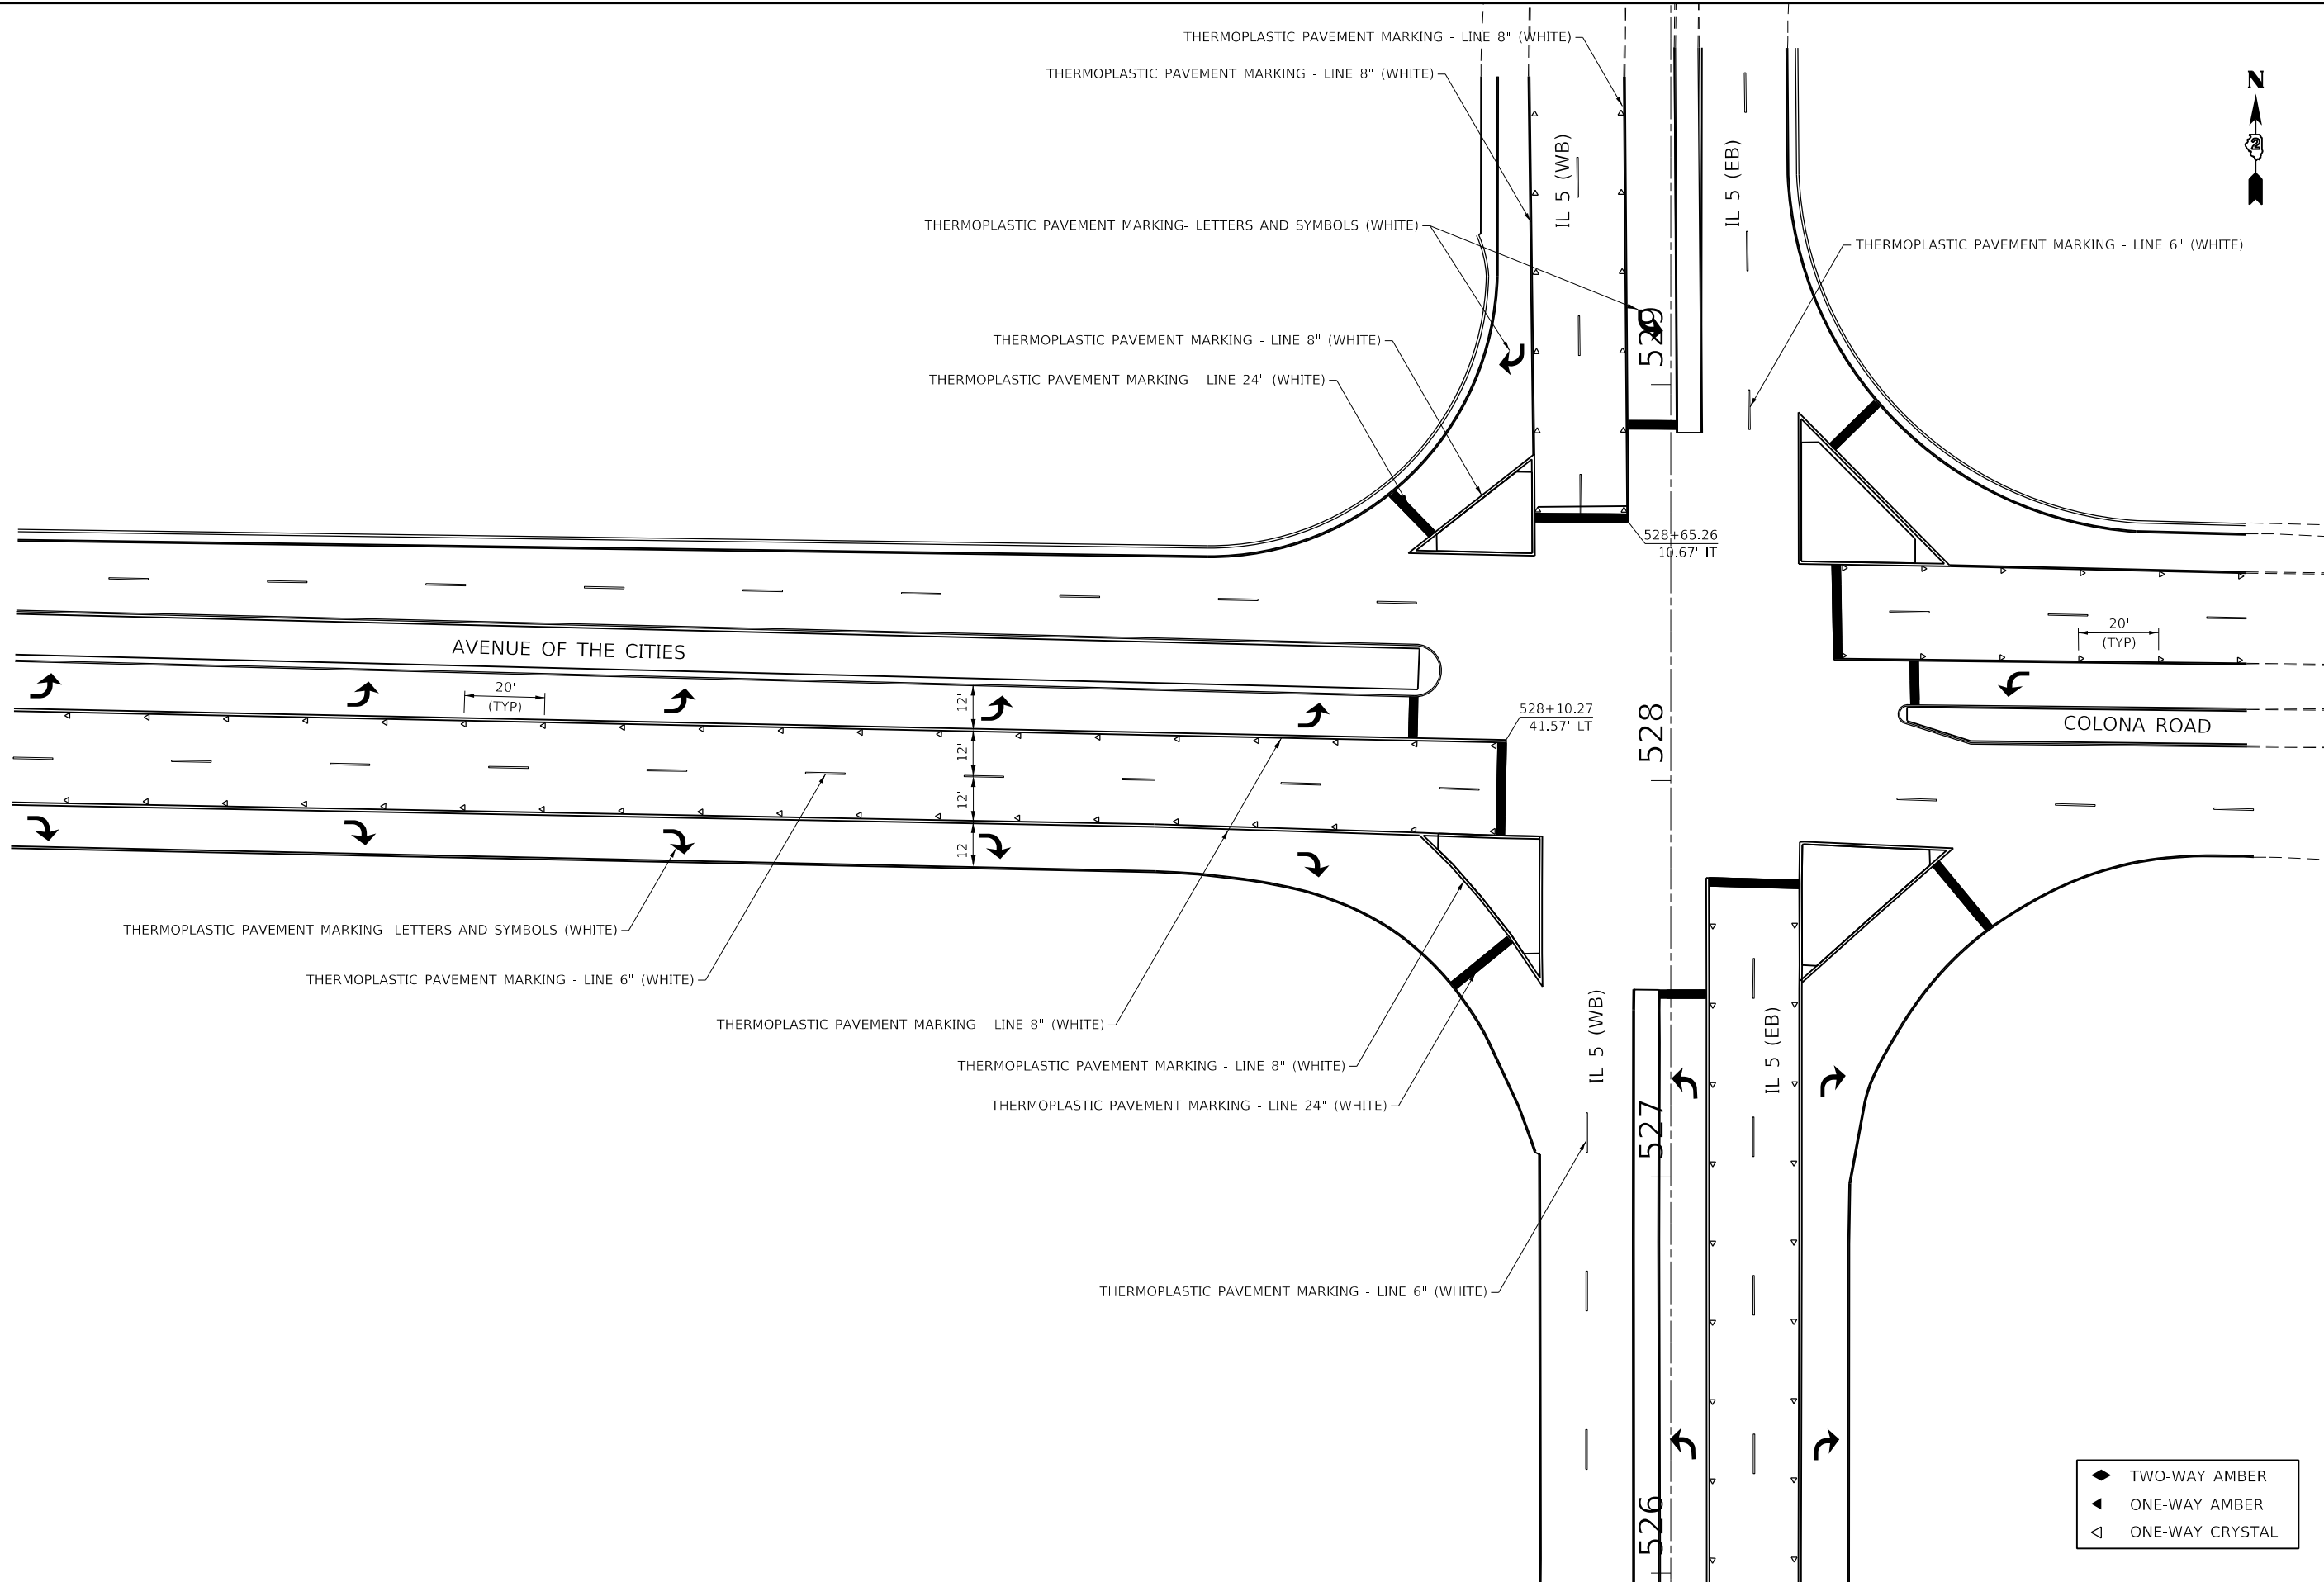 THERMOPLASTIC PAVEMENT MARKING - LINE 8" (WHITE)
THERMOPLASTIC PAVEMENT MARKING - LINE 8" (WHITE)
N
2
IL 5 (WB)
IL 5 (EB)
THERMOPLASTIC PAVEMENT MARKING- LETTERS AND SYMBOLS (WHITE)
THERMOPLASTIC PAVEMENT MARKING - LINE 6" (WHITE)
529
THERMOPLASTIC PAVEMENT MARKING - LINE 8" (WHITE)
THERMOPLASTIC PAVEMENT MARKING - LINE 24" (WHITE)
528+65.26
10.67' lT
20'
(TYP)
AVENUE OF THE CITIES
20'
(TYP)
12'
12'
12'
12'
528+10.27
41.57' LT
528
COLONA ROAD
THERMOPLASTIC PAVEMENT MARKING- LETTERS AND SYMBOLS (WHITE)
THERMOPLASTIC PAVEMENT MARKING - LINE 6" (WHITE)
THERMOPLASTIC PAVEMENT MARKING - LINE 8" (WHITE)
THERMOPLASTIC PAVEMENT MARKING - LINE 8" (WHITE)
THERMOPLASTIC PAVEMENT MARKING - LINE 24" (WHITE)
IL 5 (WB)
IL 5 (EB)
527
THERMOPLASTIC PAVEMENT MARKING - LINE 6" (WHITE)
526
TWO-WAY AMBER
ONE-WAY AMBER
ONE-WAY CRYSTAL